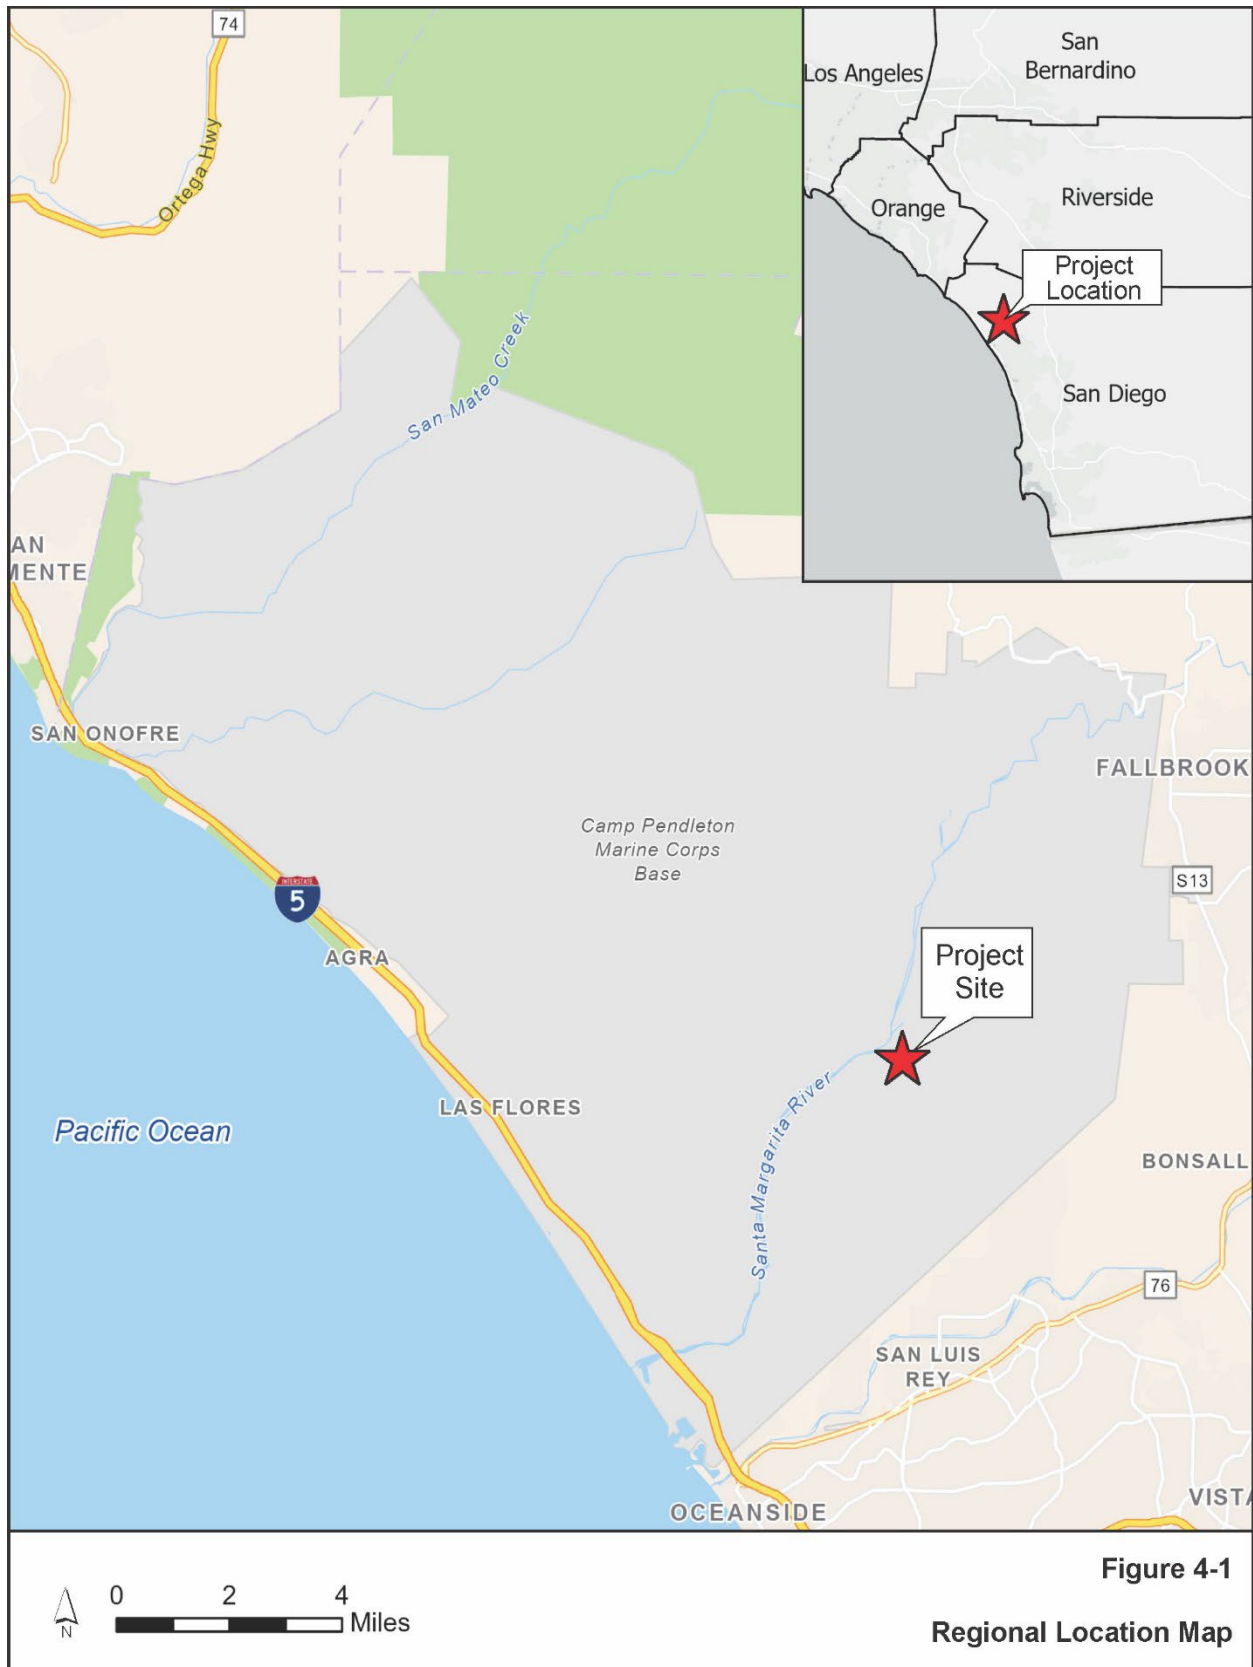 74
Ortega Hwy
Los Angeles
San
Bernardino
Orange
Riverside
Project
Location
San Diego
San Mateo Creek
AN
MENTE
SAN ONOFRE
FALLBROOK
Camp Pendleton
Marine Corps
Base
S13
INTERSTATE
5
AGRA
Project
Site
LAS FLORES
Santa Margarita River
Pacific Ocean
BONSALL
76
SAN LUIS
REY
OCEANSIDE
VISTA
N
0 2 4
Miles
Figure 4-1
Regional Location Map